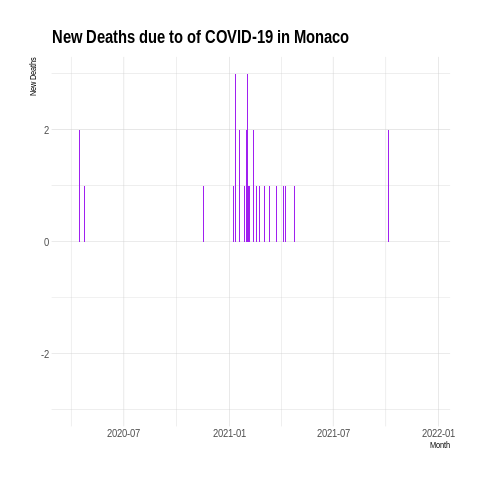 New Deaths due to of COVID-19 in Monaco
New Deaths
2
0
-2
2020-07
2021-01
2021-07
2022-01
Month